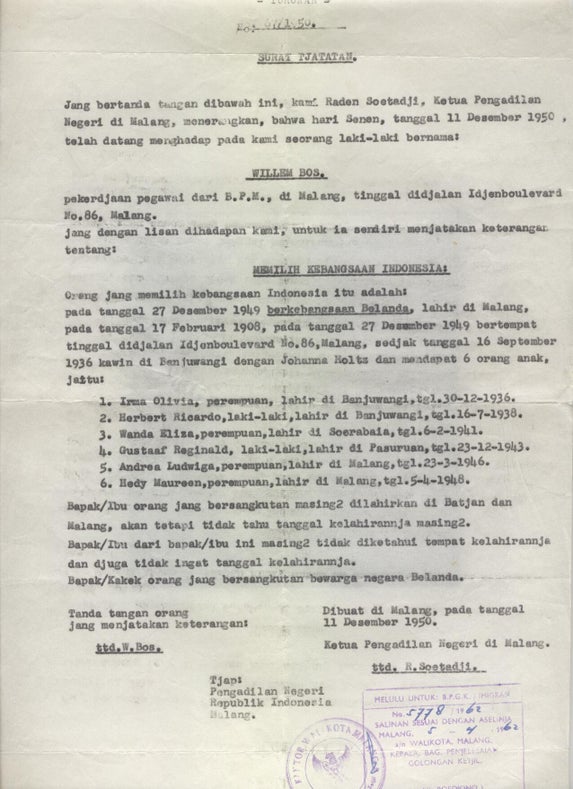 - TURUNAN -
No. 67/1950.
SURAT TJATATAN.
Jang bertanda tangan dibawah ini, kami Raden Soetadji, Ketua Pengadilan
Negeri di Malang, menerangkan, bahwa hari Senen, tanggal 11 Desember 1950 ,
telah datang menghadap pada kami seorang laki-laki bernama:
WILLEM BOS.
pekerdjaan pegawai dari B.P.M., di Malang, tinggal didjalan Idjenboulevard
No.86, Malang.
jang dengan lisan dihadapan kami, untuk ia sendiri menjatakan keterangan
tentang:
MEMILIH KEBANGSAAN INDONESIA:
Orang jang memilih kebangsaan Indonesia itu adalah:
pada tanggal 27 Desember 1949 berkebangsaan Belanda, lahir di Malang,
pada tanggal 17 Februari 1908, pada tanggal 27 Desember 1949 bertempat
tinggal didjalan Idjenboulevard No.86,Malang, sedjak tanggal 16 September
1936 kawin di Banjuwangi dengan Johanna Holtz dan mendapat 6 orang anak,
jaitu:
1. Irma Olivia, perempuan, lahir di Banjuwangi,tgl.30-12-1936.
2. Herbert Ricardo,laki-laki,lahir di Banjuwangi,tgl.16-7-1938.
3. Wanda Eliza,perempuan,lahir di Soerabaia,tgl.6-2-1941.
4. Gustaaf Reginald, laki-laki,lahir di Pasuruan,tgl.23-12-1943.
5. Andrea Ludwiga,perempuan,lahir di Malang,tgl.23-3-1946.
6. Hedy Maureen,perempuan,lahir di Malang,tgl.5-4-1948.
Bapak/Ibu orang jang bersangkutan masing2 dilahirkan di Batjan dan
Malang, akan tetapi tidak tahu tanggal kelahirannja masing2.
Bapak/Ibu dari bapak/ibu ini masing2 tidak diketahui tempat kelahirannja
dan djuga tidak ingat tanggal kelahirannja.
Bapak/Kakek orang jang bersangkutan bewarga negara Belanda.
Tanda tangan orang
jang menjatakan keterangan:
ttd.W.Bos.
Dibuat di Malang, pada tanggal
11 Desember 1950.
Ketua Pengadilan Negeri di Malang.
ttd. R.Soetadji.
Tjap:
Pengadilan Negeri
Republik Indonesia
Malang.
MELULU UNTUK: B.P.G.K. / IMIGRASI
No. 5778 / 1962
SALINAN SESUAI DENGAN ASELINJA
MALANG, 5 - 4 / 1962
a/n WALIKOTA, MALANG,
KEPALA, BAG. PENJELESAIAN
GOLONGAN KETJIL.